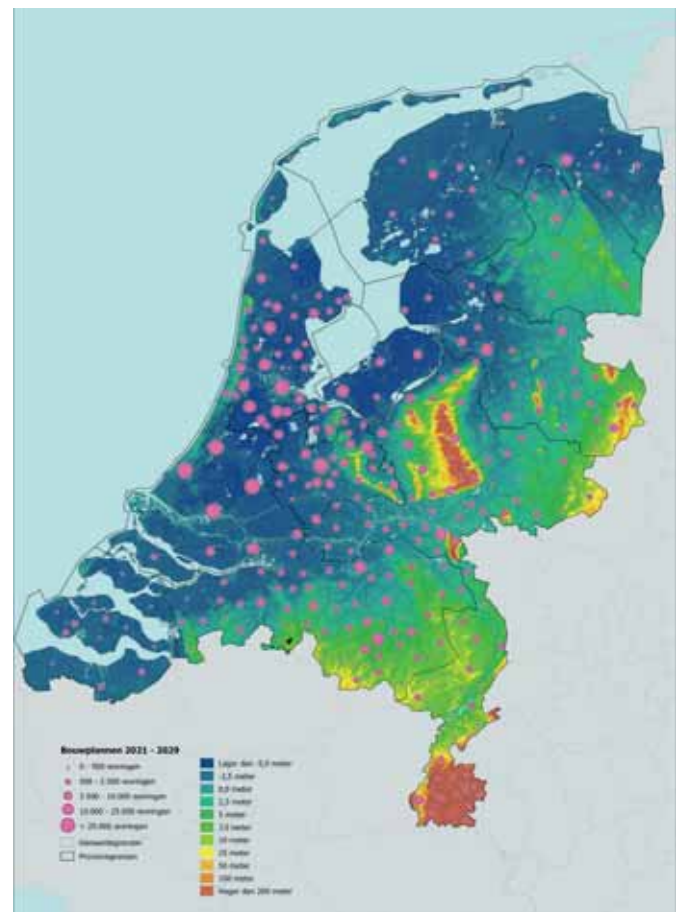 Bouwplannen 2021 - 2029
0 - 500 woningen
500 - 2.500 woningen
2.500 - 10.000 woningen
10.000 - 25.000 woningen
> 25.000 woningen
Gemeentegrenzen
Provinciegrenzen
Lager dan -5,0 meter
-2,5 meter
0,0 meter
2,5 meter
5 meter
7,5 meter
10 meter
25 meter
50 meter
100 meter
Hoger dan 200 meter